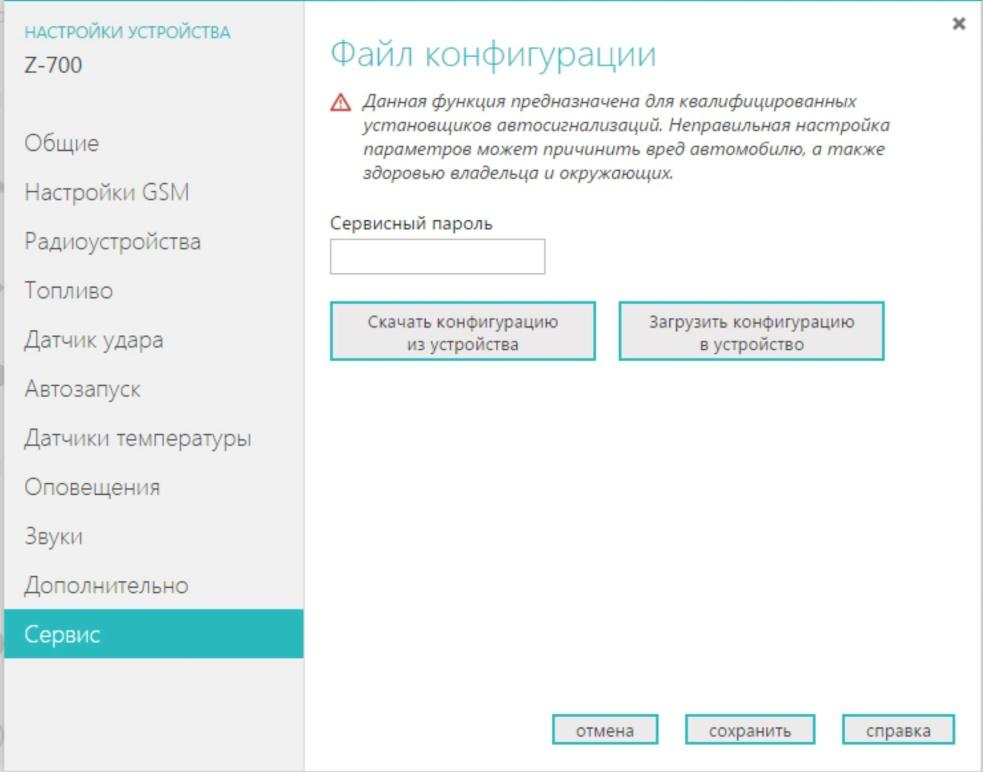 НАСТРОЙКИ УСТРОЙСТВА
Z-700
Общие
Настройки GSM
Радиоустройства
Топливо
Датчик удара
Автозапуск
Датчики температуры
Оповещения
Звуки
Дополнительно
Сервис
Файл конфигурации
Данная функция предназначена для квалифицированных
установщиков автосигнализаций. Неправильная настройка
параметров может причинить вред автомобилю, а также
здоровью владельца и окружающих.
Сервисный пароль
Скачать конфигурацию
из устройства
Загрузить конфигурацию
в устройство
отмена
сохранить
справка